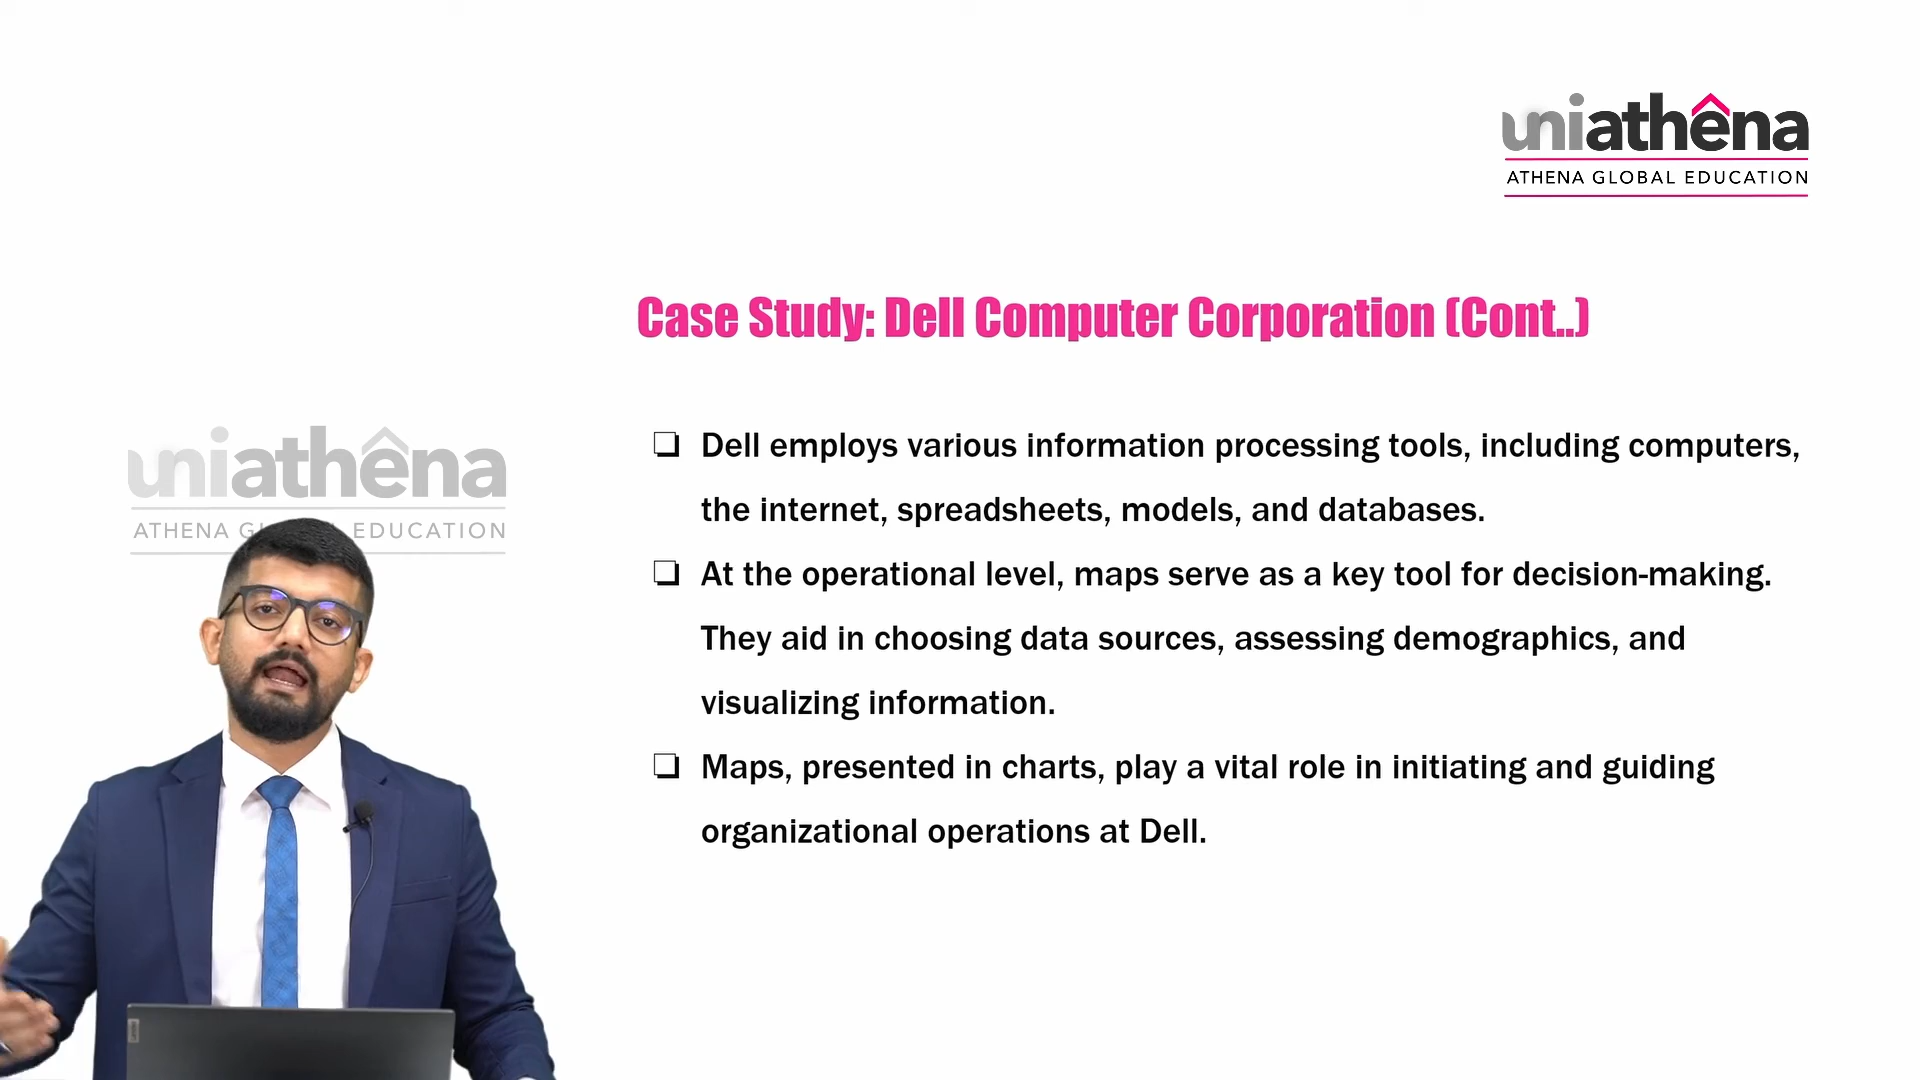 uniathena
ATHENA GLOBAL EDUCATION
Case Study: Dell Computer Corporation (Cont..)
❏ Dell employs various information processing tools, including computers,
the internet, spreadsheets, models, and databases.
❏ At the operational level, maps serve as a key tool for decision-making.
They aid in choosing data sources, assessing demographics, and
visualizing information.
❏ Maps, presented in charts, play a vital role in initiating and guiding
organizational operations at Dell.
uniathena
ATHENA G EDUCATION